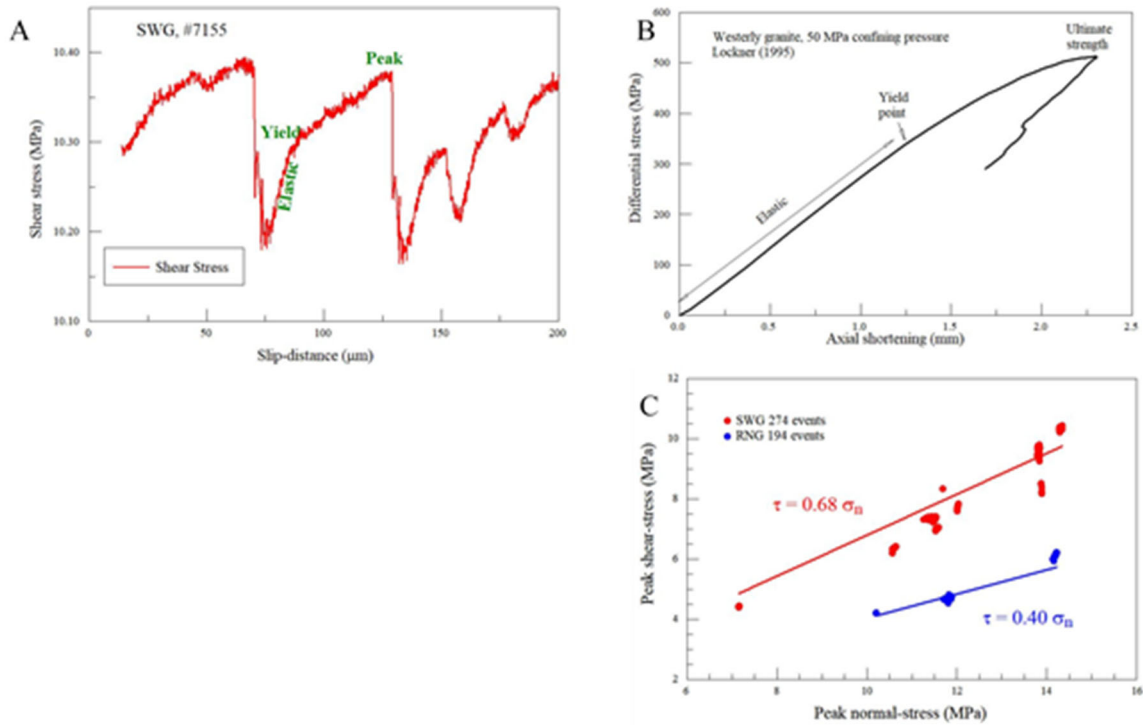 A
SWG, #7155
10.40
10.30
10.20
10.10
Shear stress (MPa)
Peak
Yield
Elastic
Shear Stress
0
50
100
150
200
Slip-distance (μm)
B
Westerly granite, 50 MPa confining pressure
Lockner (1995)
Ultimate
strength
Yield
point
Elastic
600
500
400
300
200
100
0
Differential stress (MPa)
0.0
0.5
1.0
1.5
2.0
2.5
Axial shortening (mm)
C
SWG 274 events
RNG 194 events
τ = 0.68 σn
τ = 0.40 σn
12
10
8
6
4
2
Peak shear-stress (MPa)
6
8
10
12
14
16
Peak normal-stress (MPa)